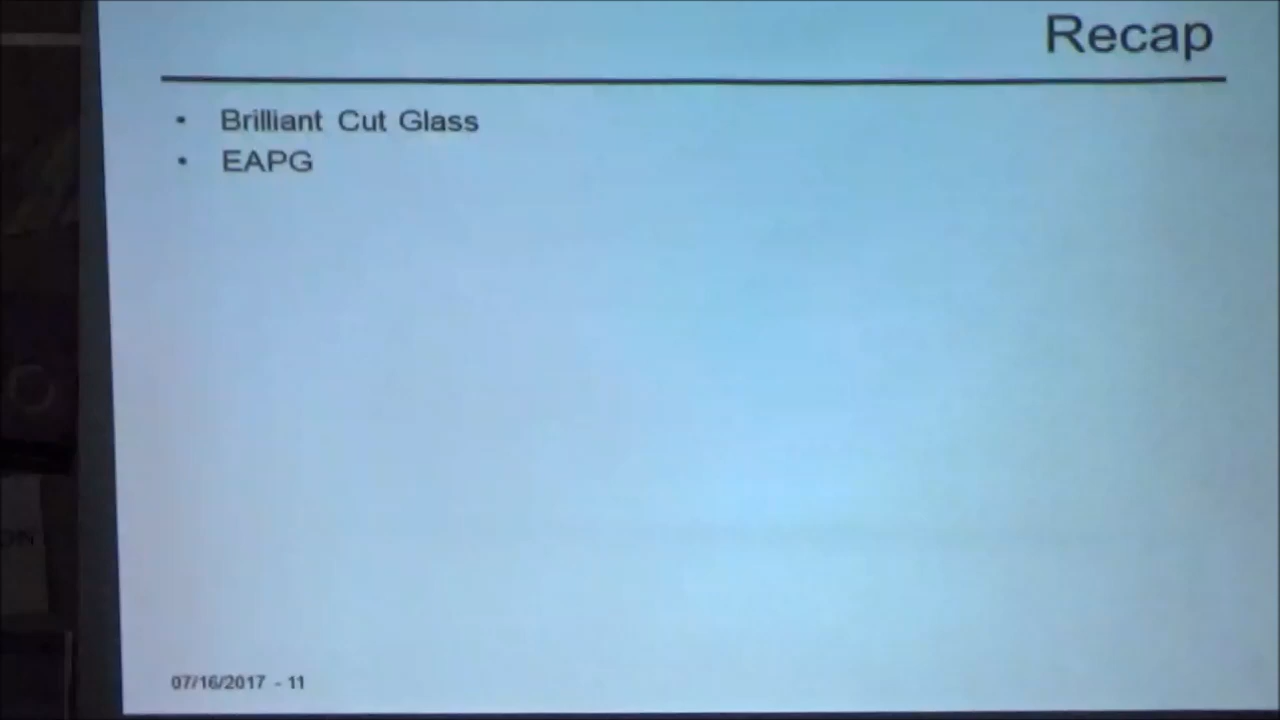 Recap
• Brilliant Cut Glass
• EAPG
07/16/2017 - 11